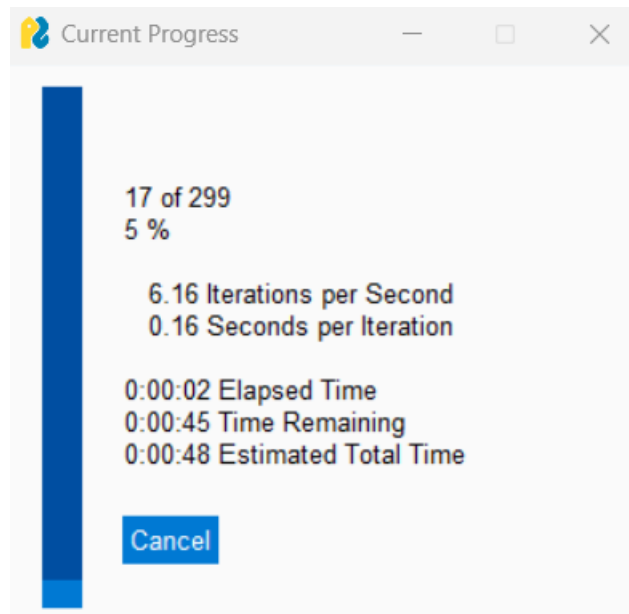 Current Progress
17 of 299
5 %
6.16 Iterations per Second
0.16 Seconds per Iteration
0:00:02 Elapsed Time
0:00:45 Time Remaining
0:00:48 Estimated Total Time
Cancel